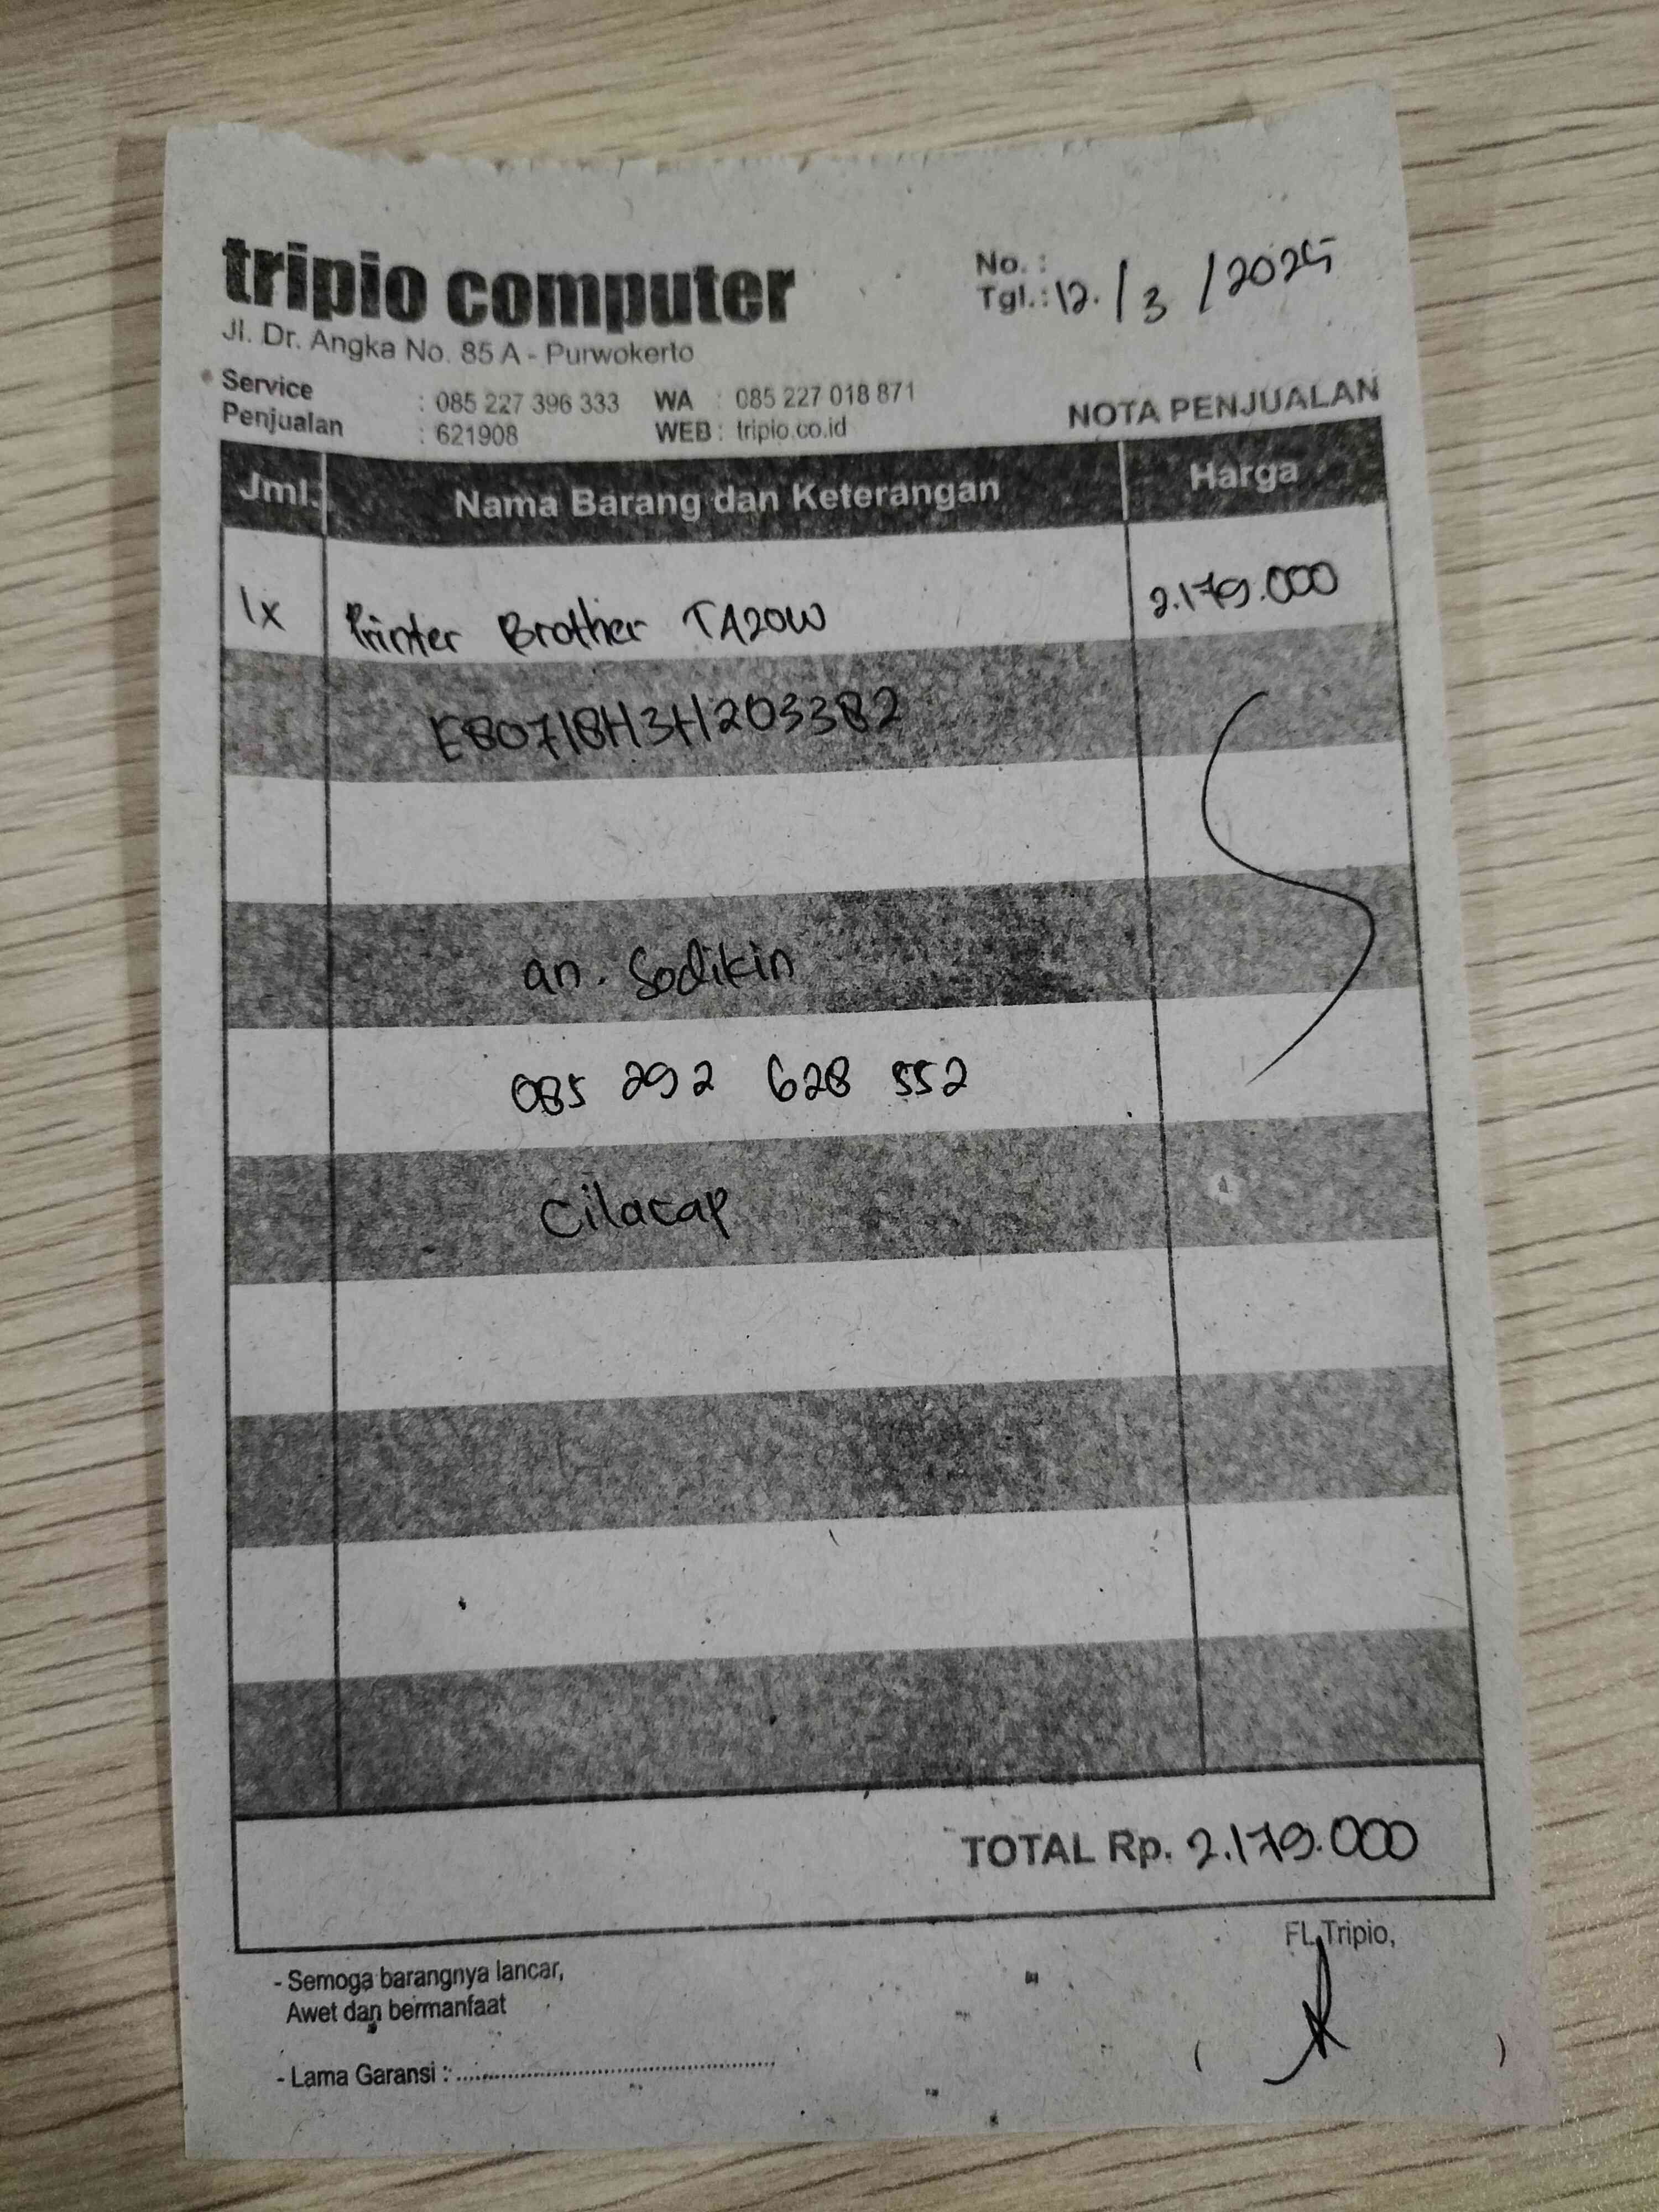 tripio computer
Jl. Dr. Angka No. 85 A - Purwokerto
No. :
Tgl.: 12. / 3 / 2025
Service : 085 227 396 333 WA : 085 227 018 871
Penjualan : 621908 WEB : tripio.co.id
NOTA PENJUALAN
Jml. Nama Barang dan Keterangan Harga
1x Printer Brother TA20W 2.179.000
E80718H3H203382
an. Sodikin
085 292 628 552
Cilacap
TOTAL Rp. 2.179.000
FL Tripio,
- Semoga barangnya lancar,
Awet dan bermanfaat
- Lama Garansi : ................................................
( )